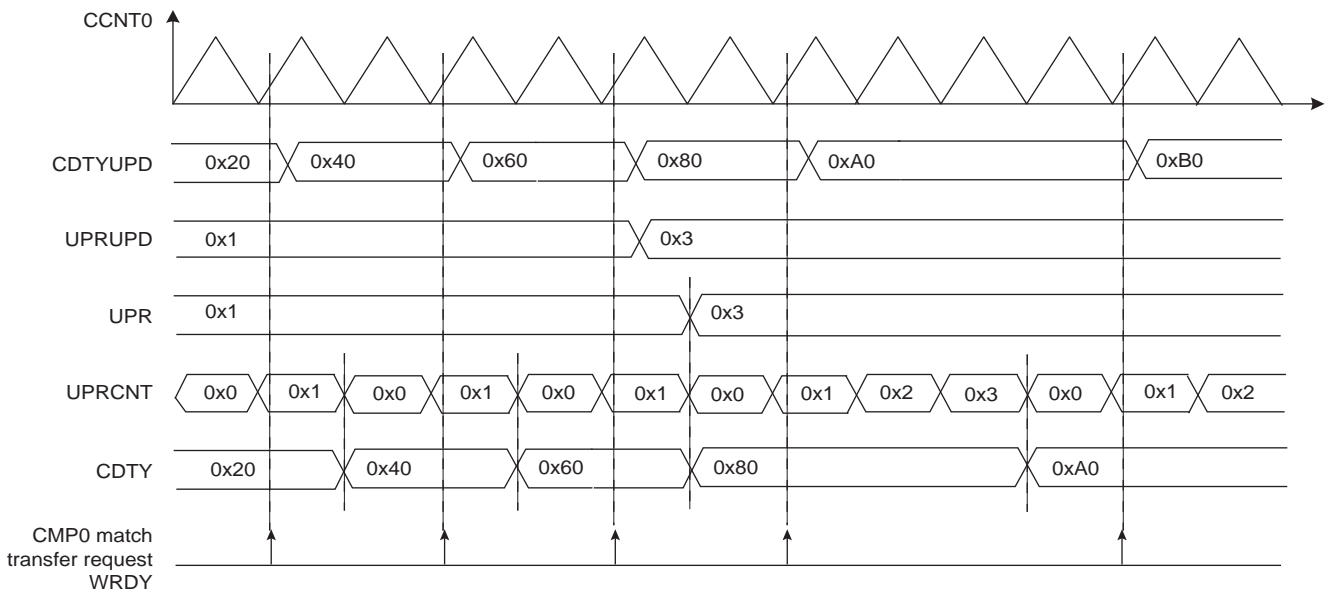 CCNT0
CDTYUPD 0x20 0x40 0x60 0x80 0xA0 0xB0
UPRUPD 0x1 0x3
UPR 0x1 0x3
UPRCNT 0x0 0x1 0x0 0x1 0x0 0x1 0x0 0x1 0x2 0x3 0x0 0x1 0x2
CDTY 0x20 0x40 0x60 0x80 0xA0
CMP0 match
transfer request
WRDY